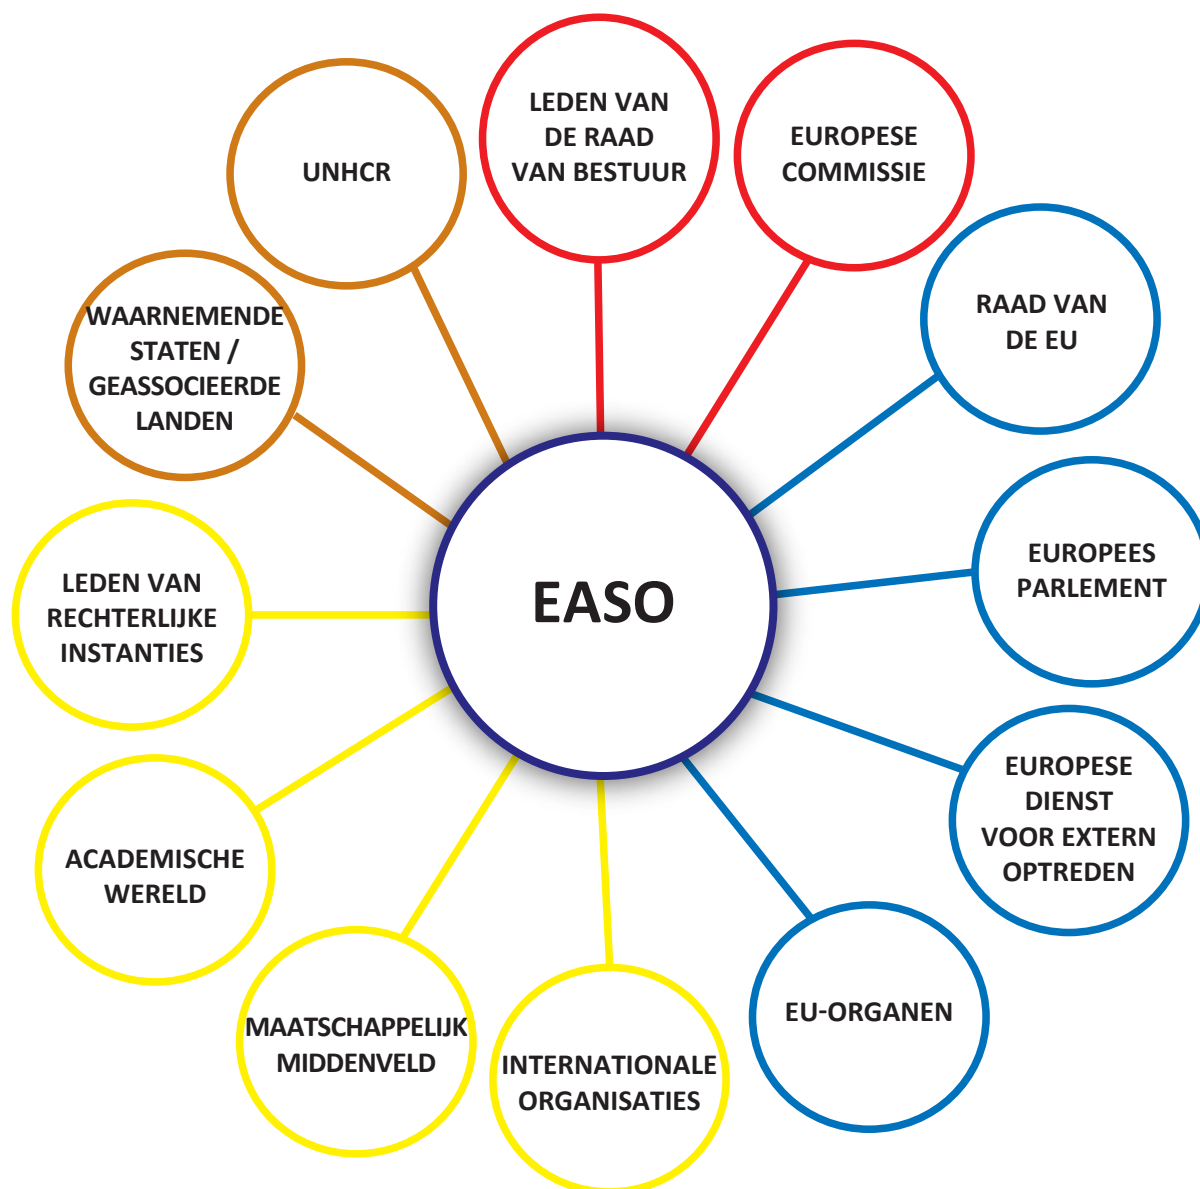 LEDEN VAN
DE RAAD
VAN BESTUUR
EUROPESE
COMMISSIE
UNHCR
RAAD VAN
DE EU
WAARNEMENDE
STATEN /
GEASSOCIEERDE
LANDEN
EUROPEES
PARLEMENT
EASO
LEDEN VAN
RECHTERLIJKE
INSTANTIES
EUROPESE
DIENST
VOOR EXTERN
OPTREDEN
ACADEMISCHE
WERELD
EU-ORGANEN
MAATSCHAPPELIJK
MIDDENVELD
INTERNATIONALE
ORGANISATIES